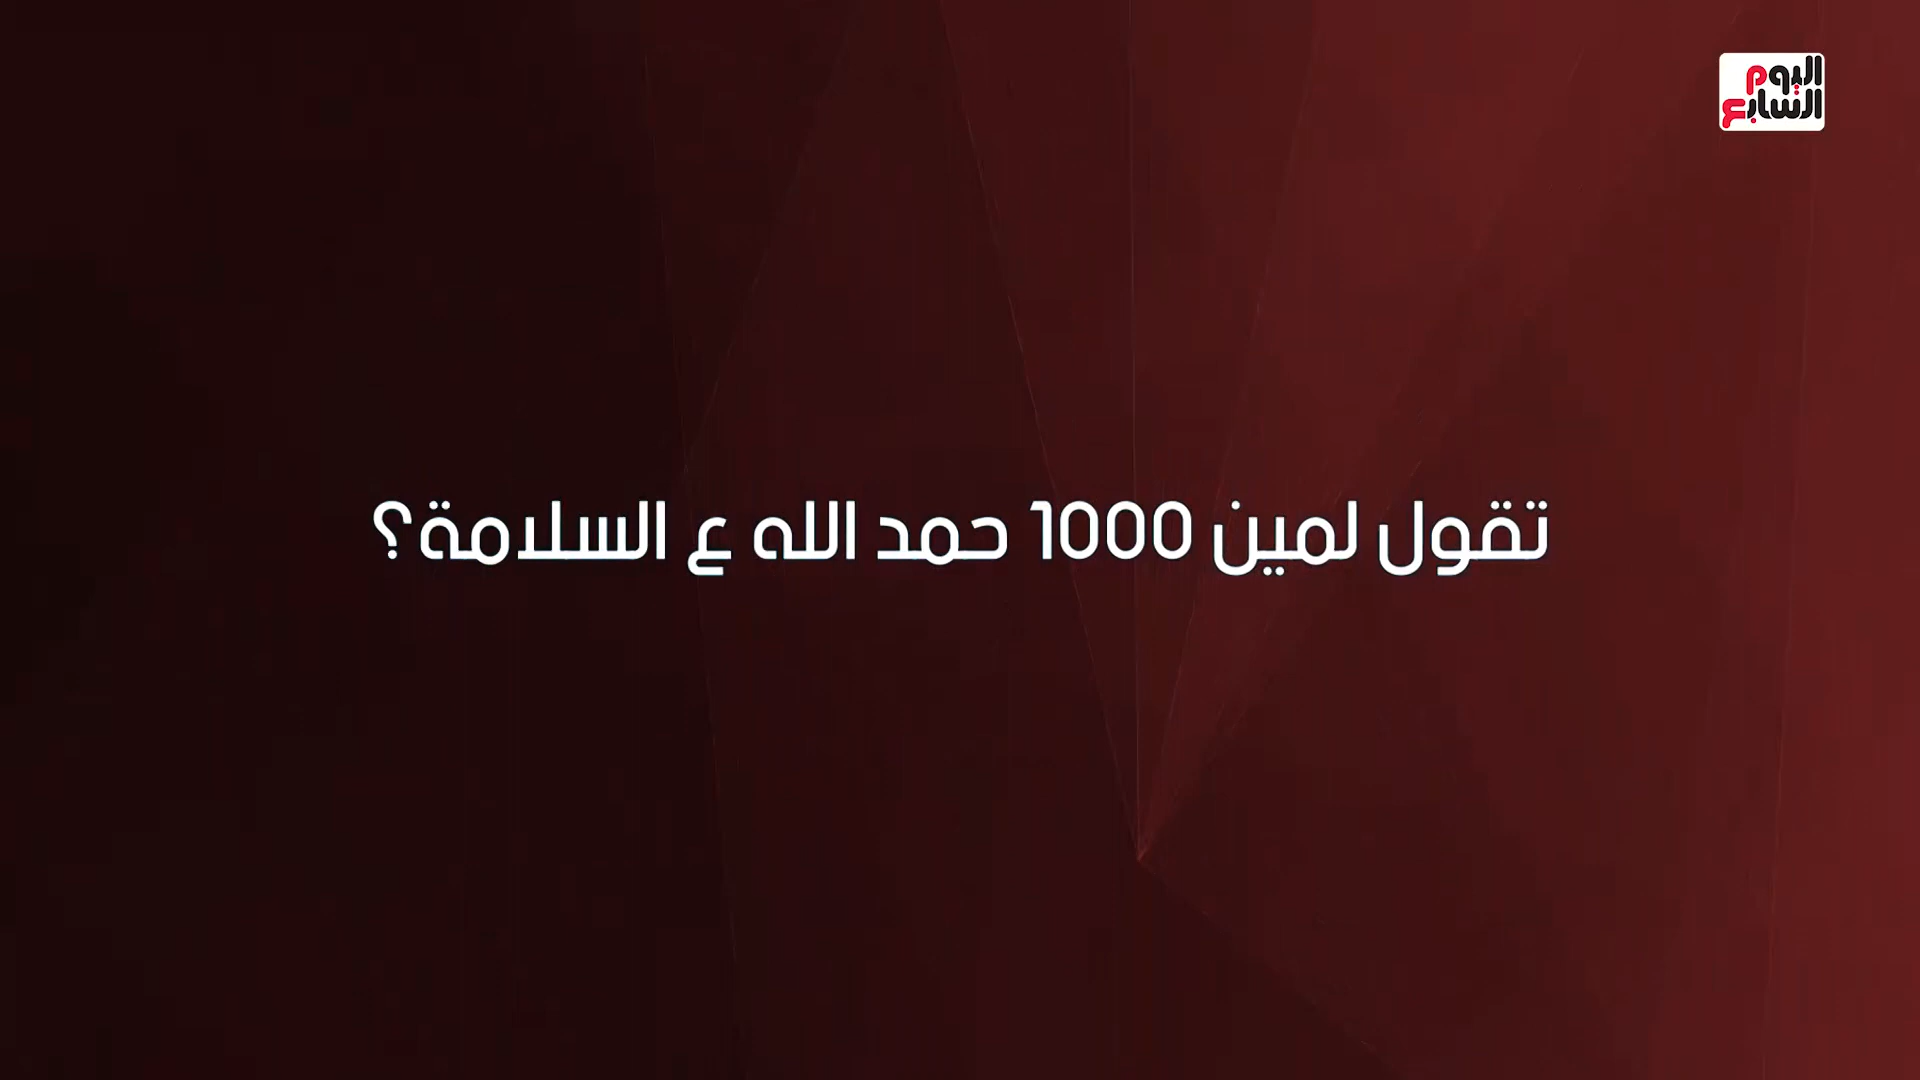 اليوم
السابع
تقول لمين 1000 حمد الله ع السلامة؟